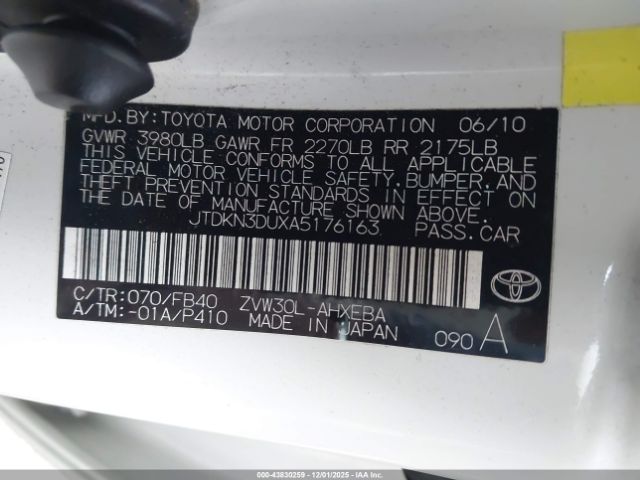 MFD.BY: TOYOTA MOTOR CORPORATION 06/10
GVWR 3980LB GAWR FR 2270LB RR 2175LB
THIS VEHICLE CONFORMS TO ALL APPLICABLE
FEDERAL MOTOR VEHICLE SAFETY, BUMPER, AND
THEFT PREVENTION STANDARDS IN EFFECT ON
THE DATE OF MANUFACTURE SHOWN ABOVE.
JTDKN3DUXA5176163 PASS.CAR
C/TR:070/FB40 ZVW30L-AHXEBA
A/TM:-01A/P410 MADE IN JAPAN
090 A
TOYOTA
000-43830259 - 12/01/2025 - IAAI.CA